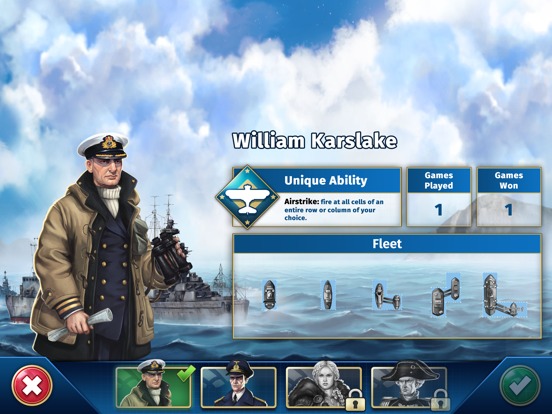 William Karslake
Unique Ability
Airstrike: fire at all cells of an
entire row or column of your
choice.
Games
Played
1
Games
Won
1
Fleet